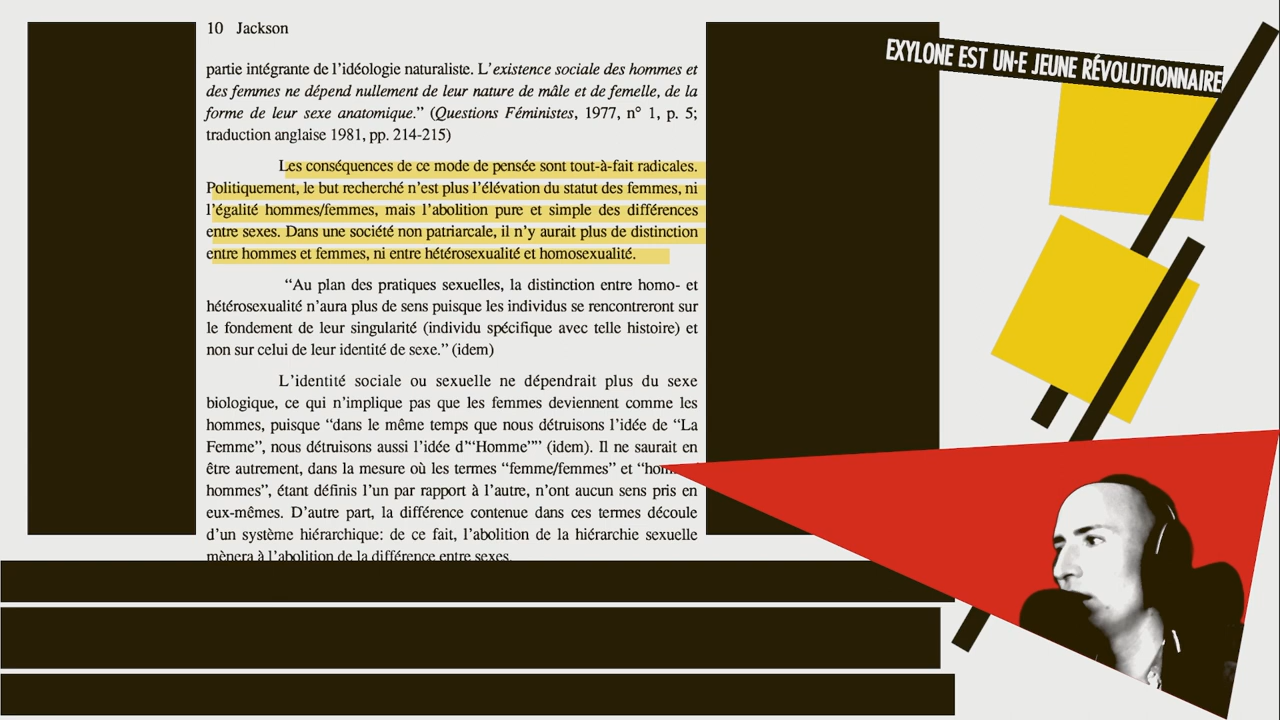 10 Jackson
partie intégrante de l'idéologie naturaliste. L'existence sociale des hommes et
des femmes ne dépend nullement de leur nature de mâle et de femelle, de la
forme de leur sexe anatomique.” (Questions Féministes, 1977, n° 1, p. 5;
traduction anglaise 1981, pp. 214-215)
Les conséquences de ce mode de pensée sont tout-à-fait radicales.
Politiquement, le but recherché n'est plus l'élévation du statut des femmes, ni
l'égalité hommes/femmes, mais l'abolition pure et simple des différences
entre sexes. Dans une société non patriarcale, il n'y aurait plus de distinction
entre hommes et femmes, ni entre hétérosexualité et homosexualité.
“Au plan des pratiques sexuelles, la distinction entre homo- et
hétérosexualité n'aura plus de sens puisque les individus se rencontreront sur
le fondement de leur singularité (individu spécifique avec telle histoire) et
non sur celui de leur identité de sexe.” (idem)
L'identité sociale ou sexuelle ne dépendrait plus du sexe
biologique, ce qui n'implique pas que les femmes deviennent comme les
hommes, puisque “dans le même temps que nous détruisons l'idée de “La
Femme”, nous détruisons aussi l'idée d'“Homme”” (idem). Il ne saurait en
être autrement, dans la mesure où les termes “femme/femmes” et
hommes”, étant définis l'un par rapport à l'autre, n'ont aucun sens pris en
eux-mêmes. D'autre part, la différence contenue dans ces termes découle
d'un système hiérarchique: de ce fait, l'abolition de la hiérarchie sexuelle
mènera à l'abolition de la différence entre sexes.
EXYLONE EST UN·E JEUNE RÉVOLUTIONNAIRE